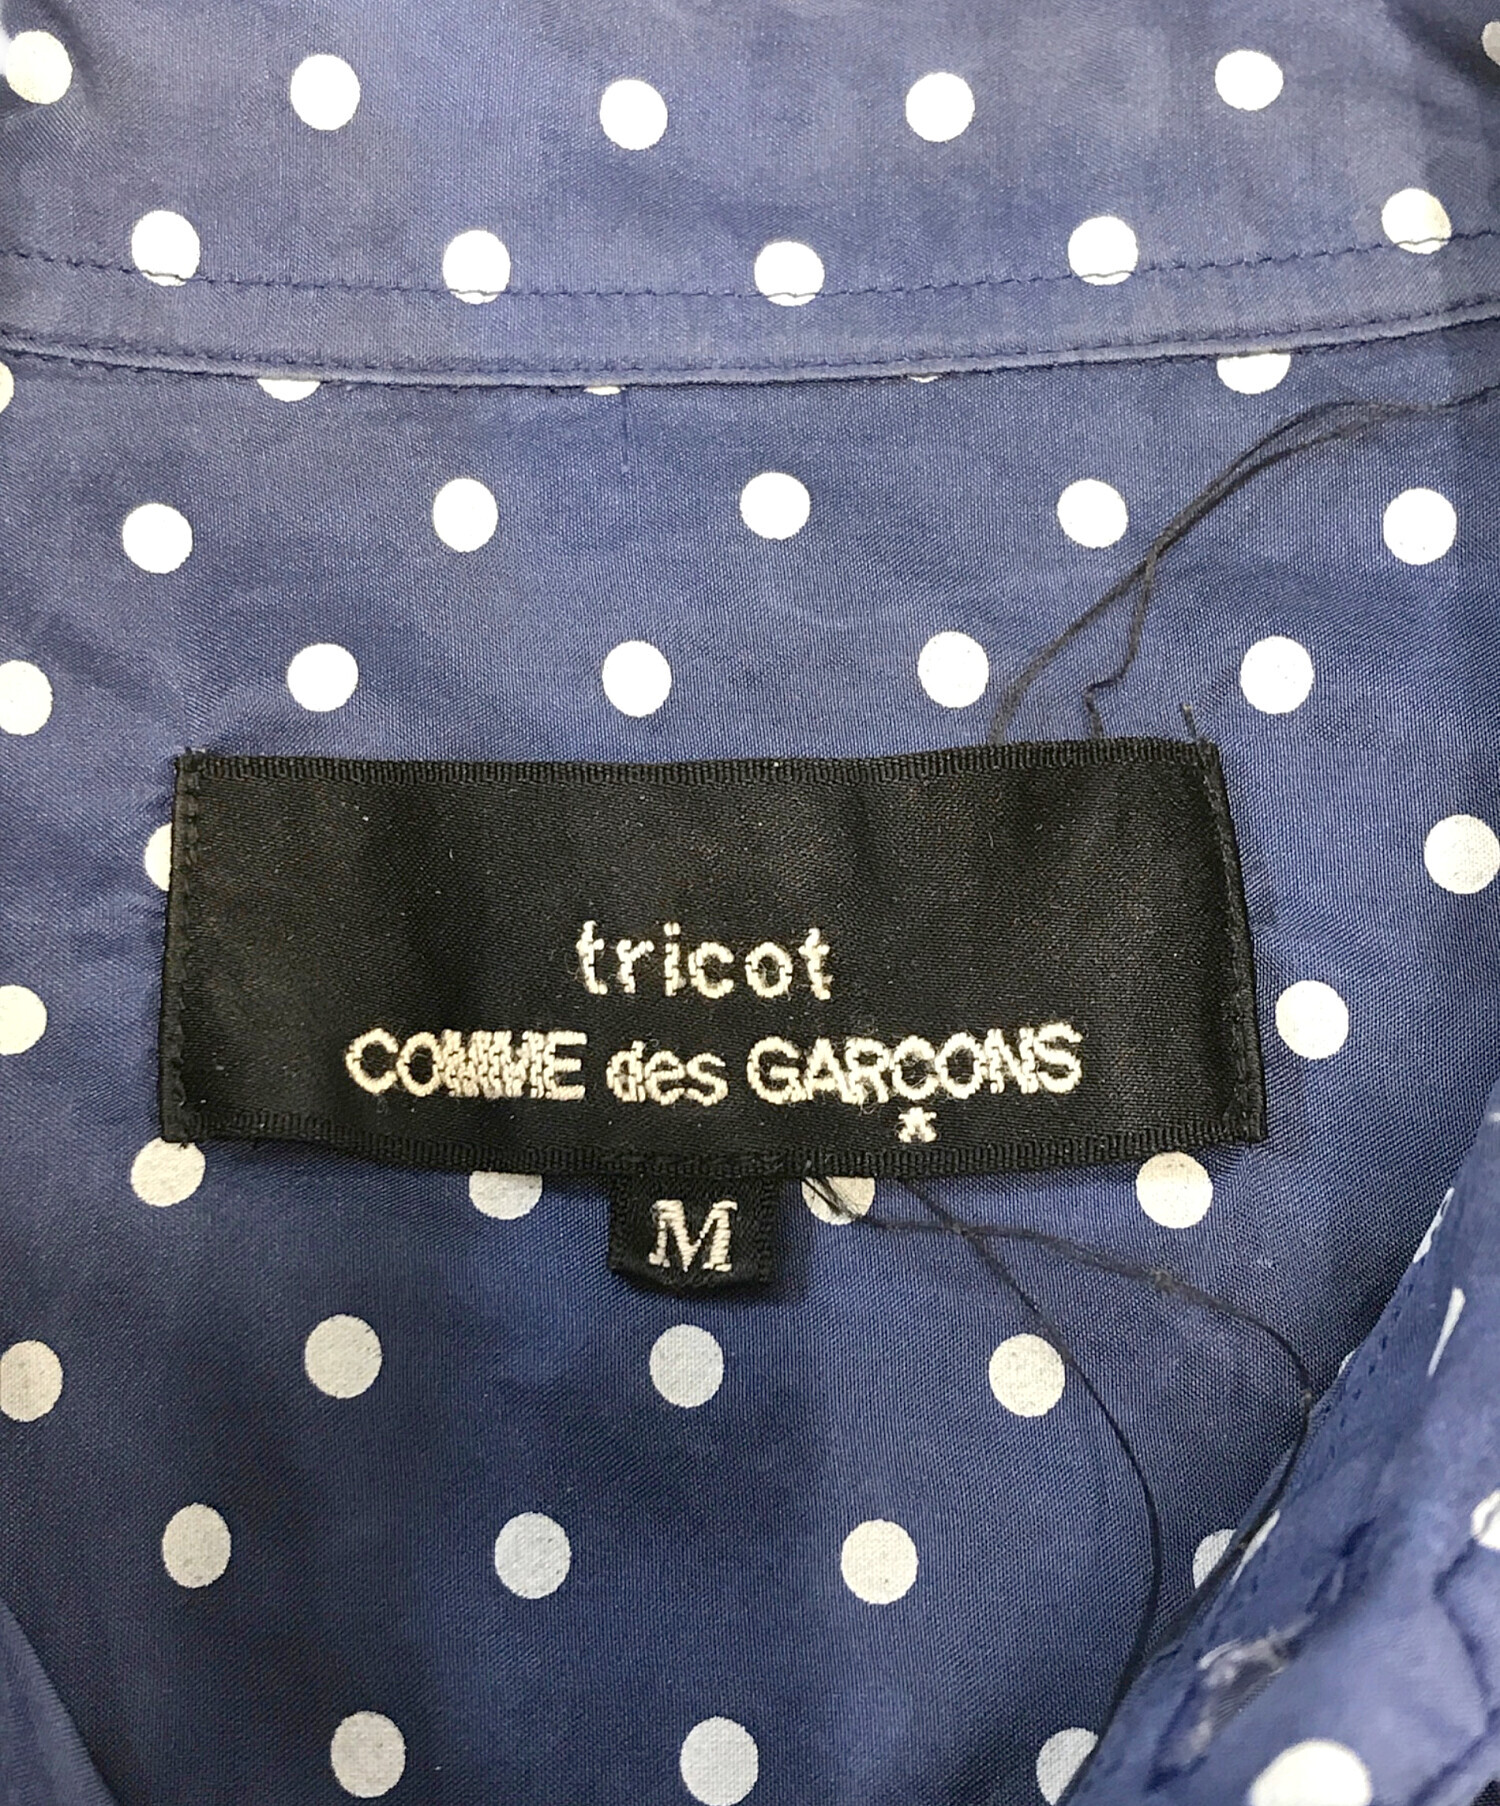 tricot
COMME des GARCONS
*
M